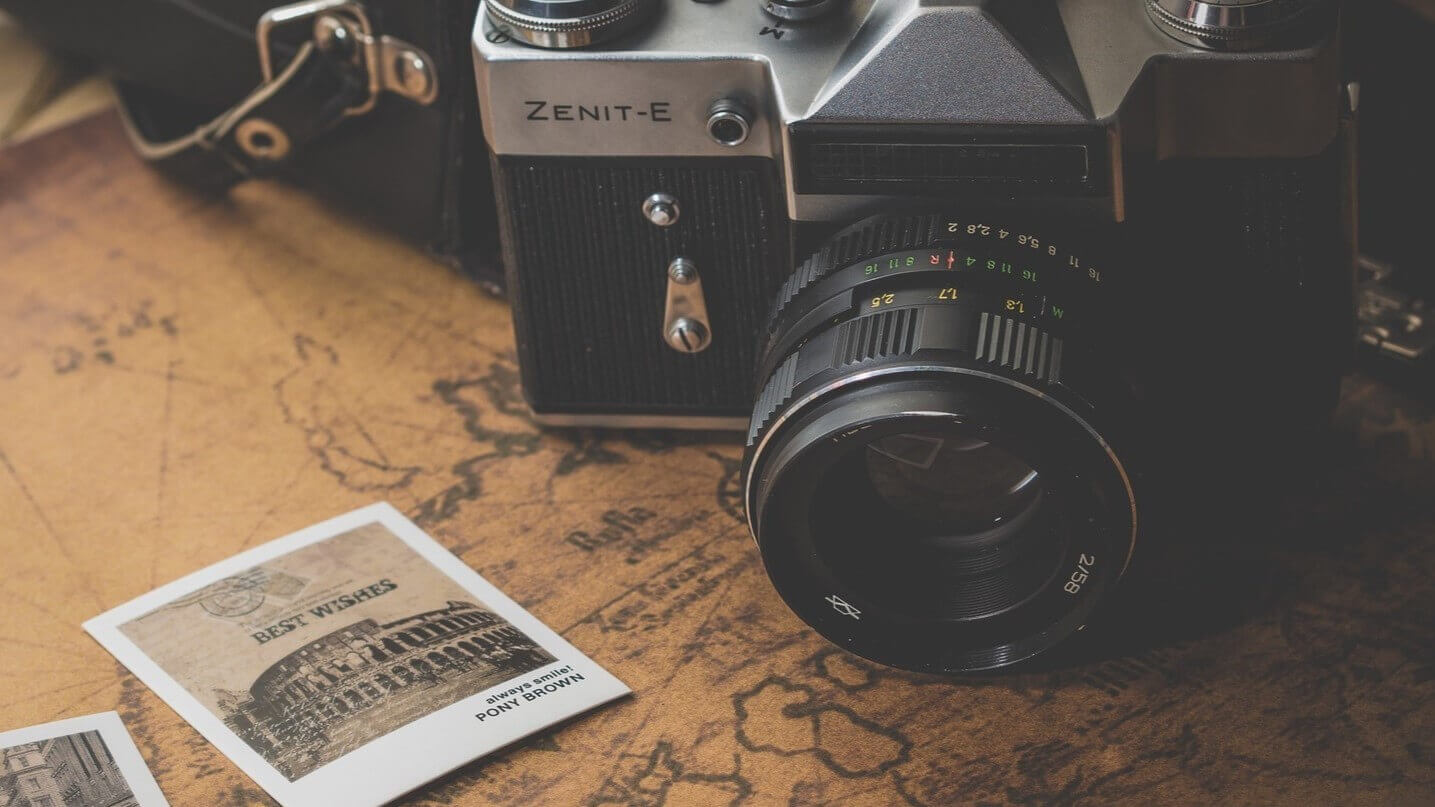 ZENIT-E
M
2 2,8 4 5,6 8 11 16
16 11 8 R 4 8 11 16
2,5 1,7 1,3 M
2/58
Russia
BEST WISHES
always smile!
PONY BROWN